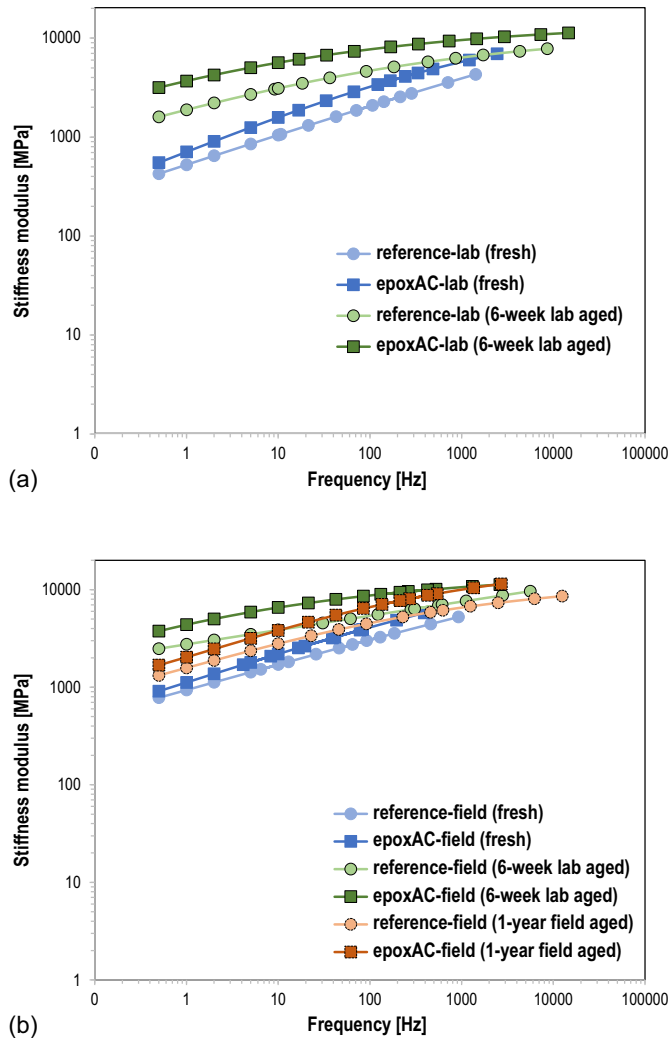 10000
1000
100
10
1
Stiffness modulus [MPa]
reference-lab (fresh)
epoxAC-lab (fresh)
reference-lab (6-week lab aged)
epoxAC-lab (6-week lab aged)
0 1 10 100 1000 10000 100000
Frequency [Hz]
(a)
10000
1000
100
10
1
Stiffness modulus [MPa]
reference-field (fresh)
epoxAC-field (fresh)
reference-field (6-week lab aged)
epoxAC-field (6-week lab aged)
reference-field (1-year field aged)
epoxAC-field (1-year field aged)
0 1 10 100 1000 10000 100000
Frequency [Hz]
(b)